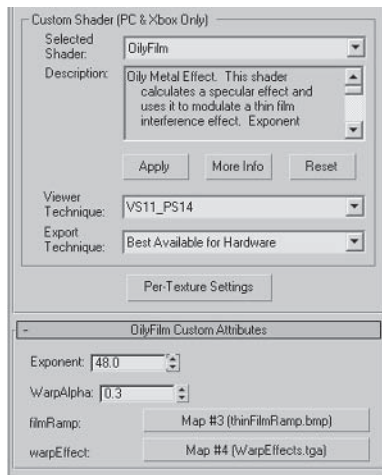 Custom Shader (PC & Xbox Only)
Selected Shader: OilyFilm
Description: Oily Metal Effect. This shader
calculates a specular effect and
uses it to modulate a thin film
interference effect. Exponent
Apply More Info Reset
Viewer Technique: VS11_PS14
Export Technique: Best Available for Hardware
Per-Texture Settings
- OilyFilm Custom Attributes
Exponent: 48.0
WarpAlpha: 0.3
filmRamp: Map #3 (thinFilmRamp.bmp)
warpEffect: Map #4 (WarpEffects.tga)